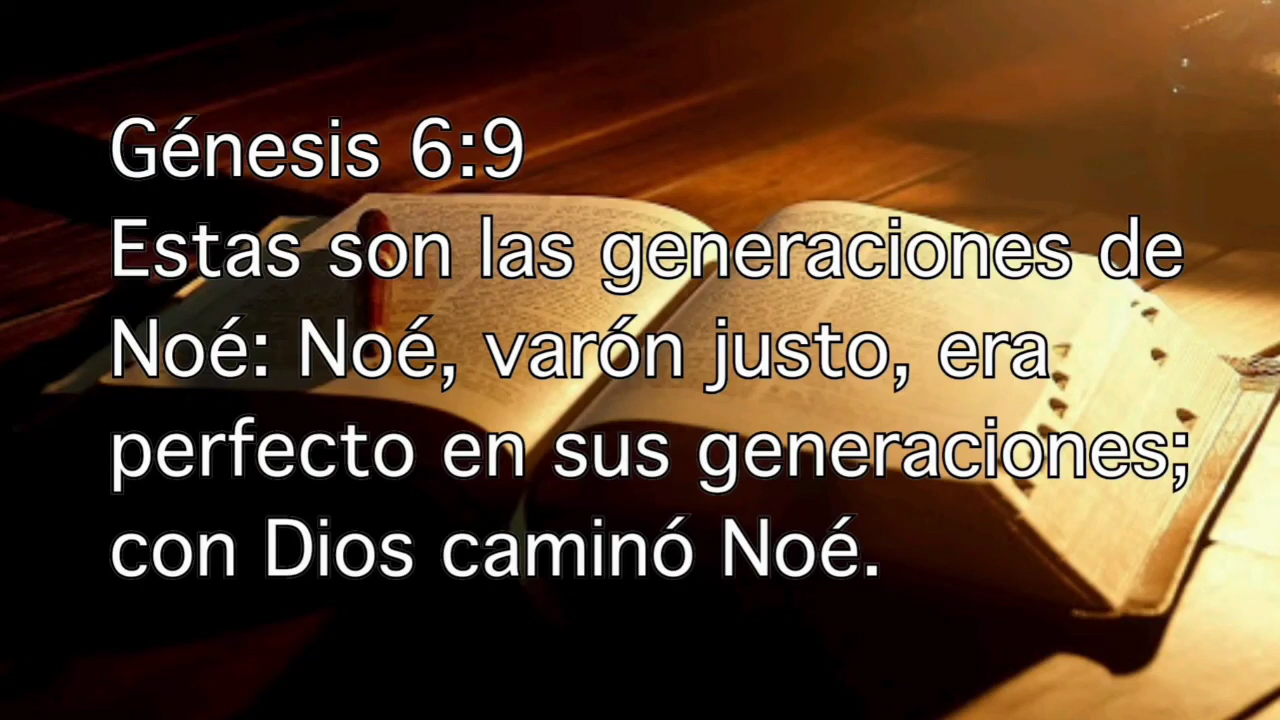 Génesis 6:9
Estas son las generaciones de
Noé: Noé, varón justo, era
perfecto en sus generaciones;
con Dios caminó Noé.